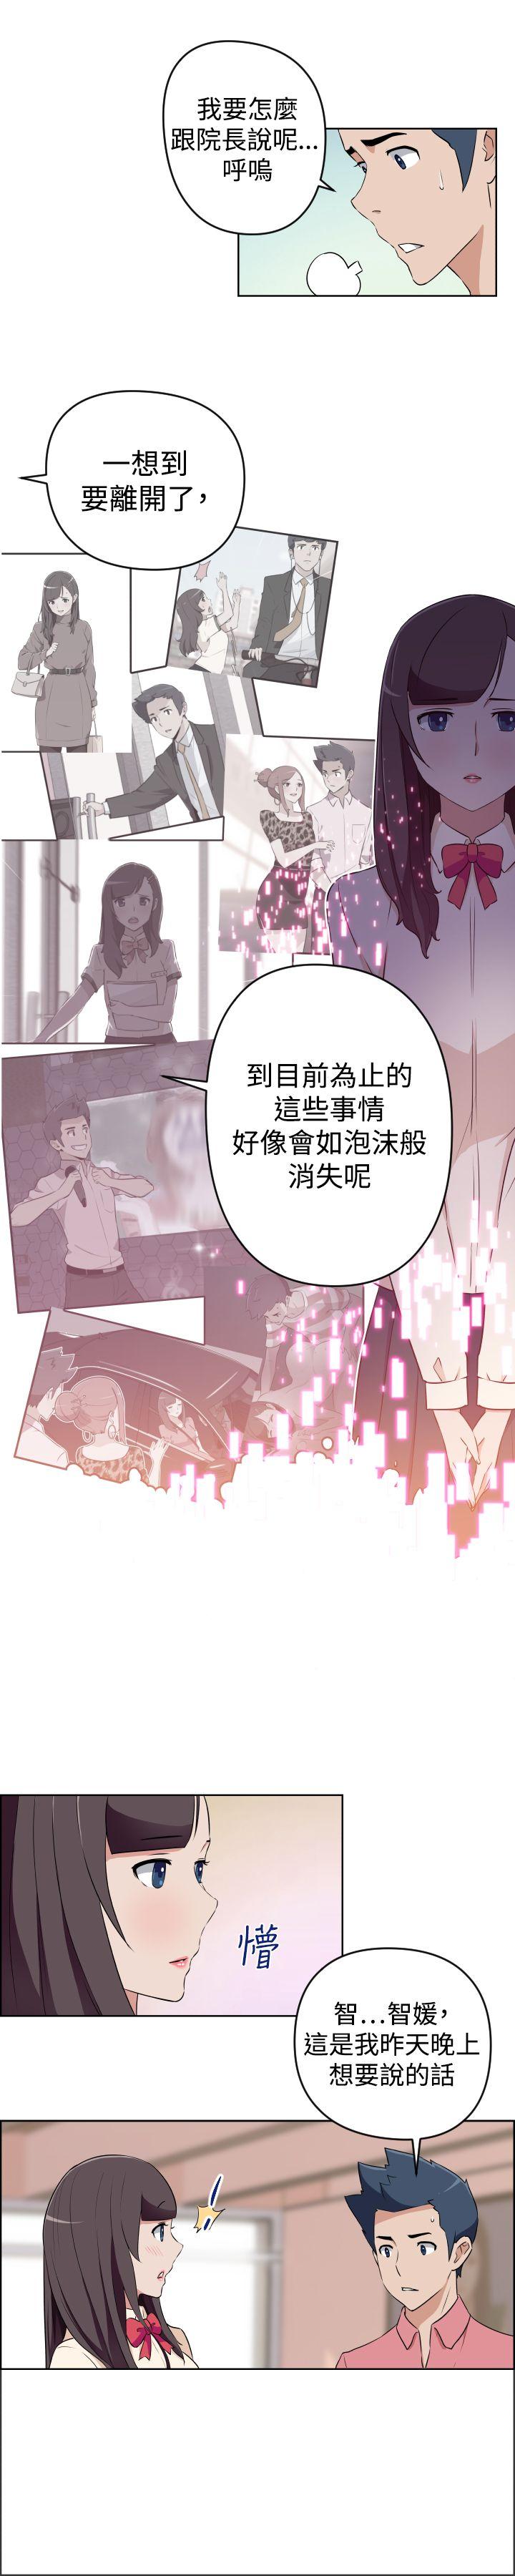 我要怎麼
跟院長說呢...
呼嗚
一想到
要離開了,
到目前為止的
這些事情
好像會如泡沫般
消失呢
懵
智...智媛,
這是我昨天晚上
想要說的話